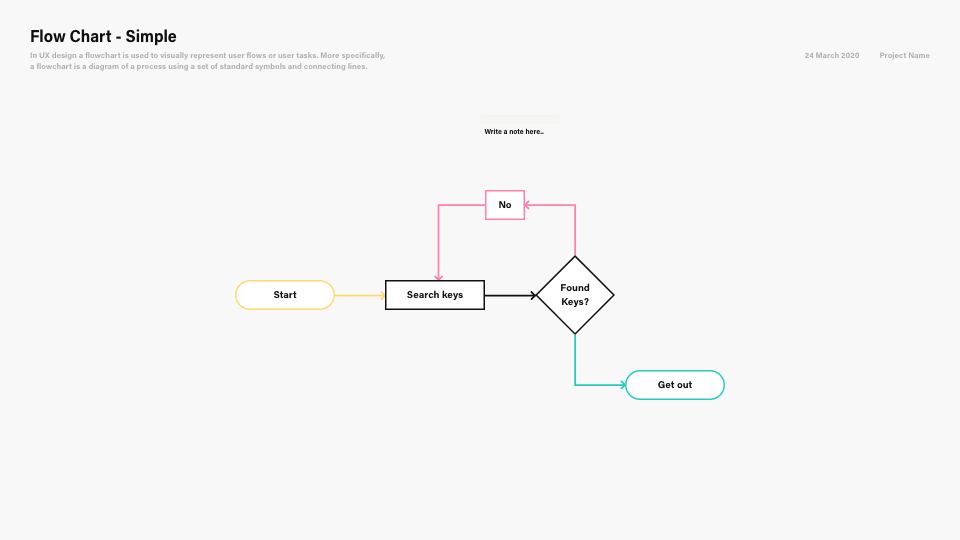 Flow Chart - Simple
In UX design a flowchart is used to visually represent user flows or user tasks. More specifically,
a flowchart is a diagram of a process using a set of standard symbols and connecting lines.
24 March 2020
Project Name
Write a note here..
No
Start
Search keys
Found
Keys?
Get out